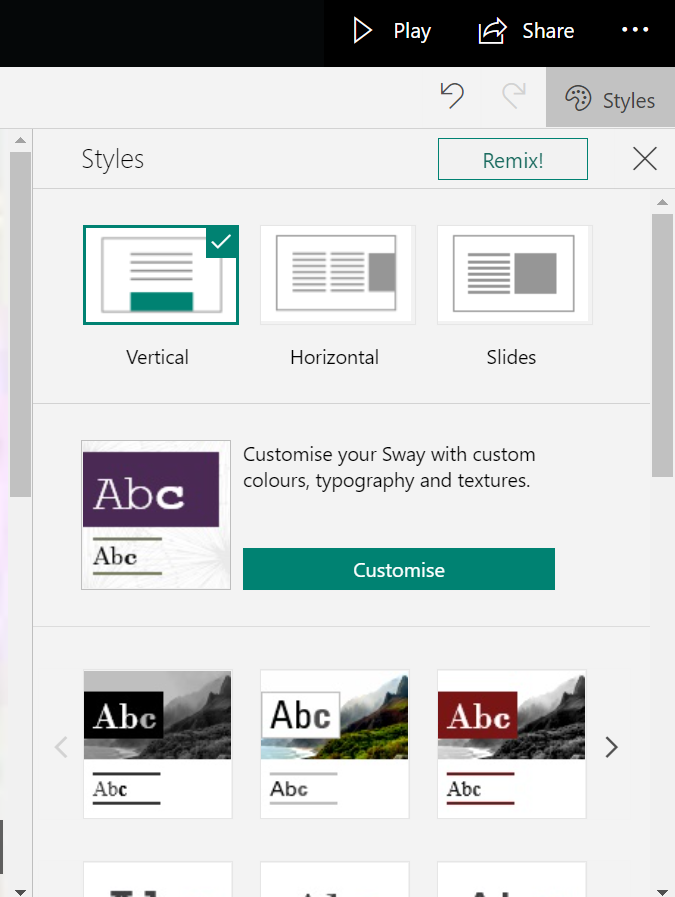 Play Share
Styles
Styles Remix!
Vertical Horizontal Slides
Abc
Abc
Customise your Sway with custom
colours, typography and textures.
Customise
Abc Abc Abc
Abc Abc Abc